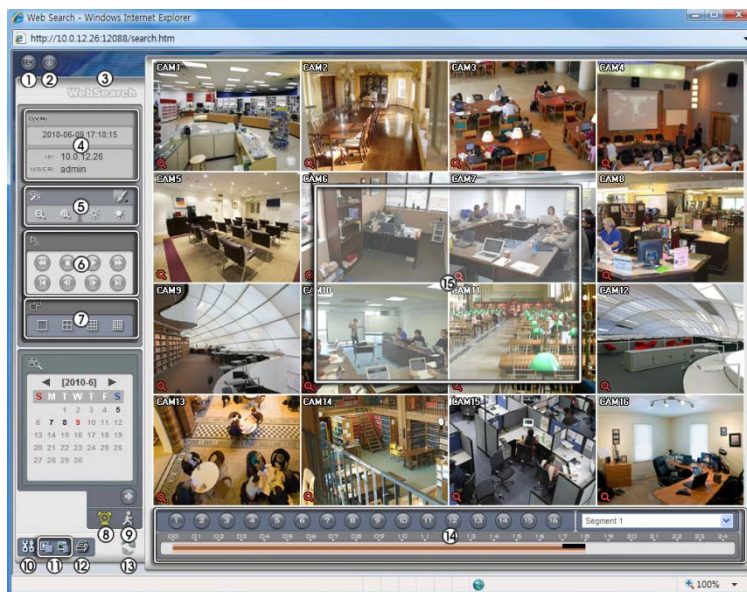 Web Search - Windows Internet Explorer
http://10.0.12.26:12088/search.htm
① ② ③
WebSearch
DVR:
2010-06-09 17:18:15
④
IP: 10.0.12.26
USER: admin
⑤
⑥
⑦
[2010-6]
S M T W T F S
1 2 3 4 5
6 7 8 9 10 11 12
13 14 15 16 17 18 19
20 21 22 23 24 25 26
27 28 29 30
⑧ ⑨
⑩ ⑪ ⑫ ⑬
CAM1 CAM2 CAM3 CAM4
CAM5 CAM6 CAM7 CAM8
⑮
CAM9 CAM10 CAM11 CAM12
CAM13 CAM14 CAM15 CAM16
1 2 3 4 5 6 7 8 9 10 11 12 13 14 15 16 Segment 1
⑭
00 01 02 03 04 05 06 07 08 09 10 11 12 13 14 15 16 17 18 19 20 21 22 23 24
100%